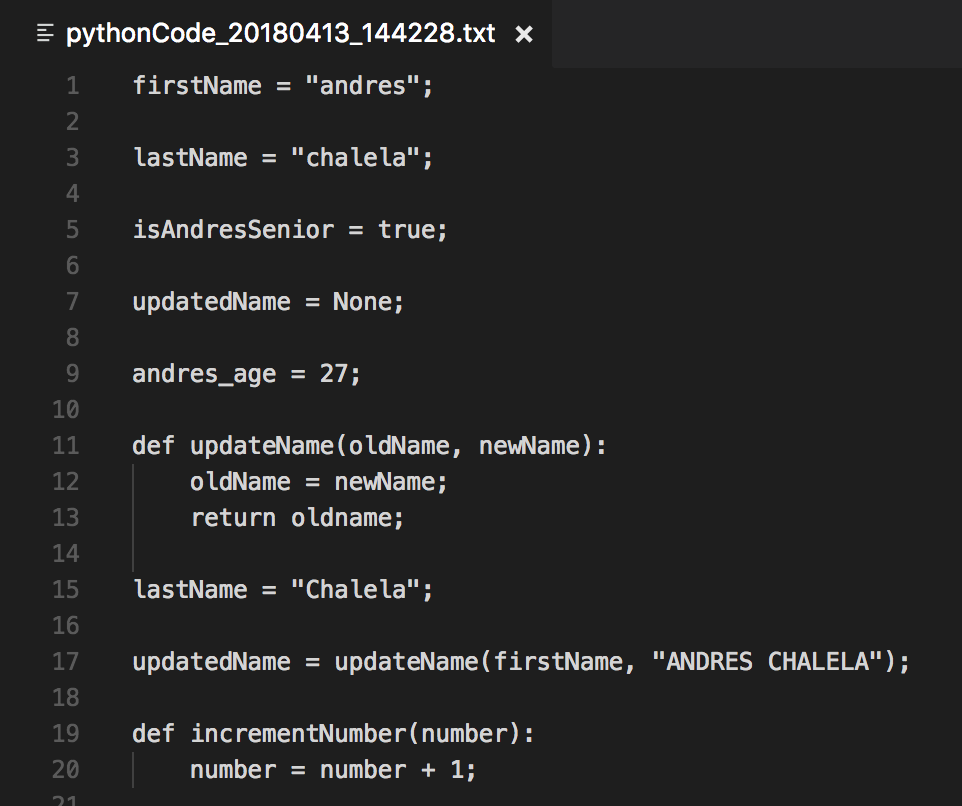 pythonCode_20180413_144228.txt ×
1 firstName = "andres";
2
3 lastName = "chalela";
4
5 isAndresSenior = true;
6
7 updatedName = None;
8
9 andres_age = 27;
10
11 def updateName(oldName, newName):
12     oldName = newName;
13     return oldname;
14
15 lastName = "Chalela";
16
17 updatedName = updateName(firstName, "ANDRES CHALELA");
18
19 def incrementNumber(number):
20     number = number + 1;
21